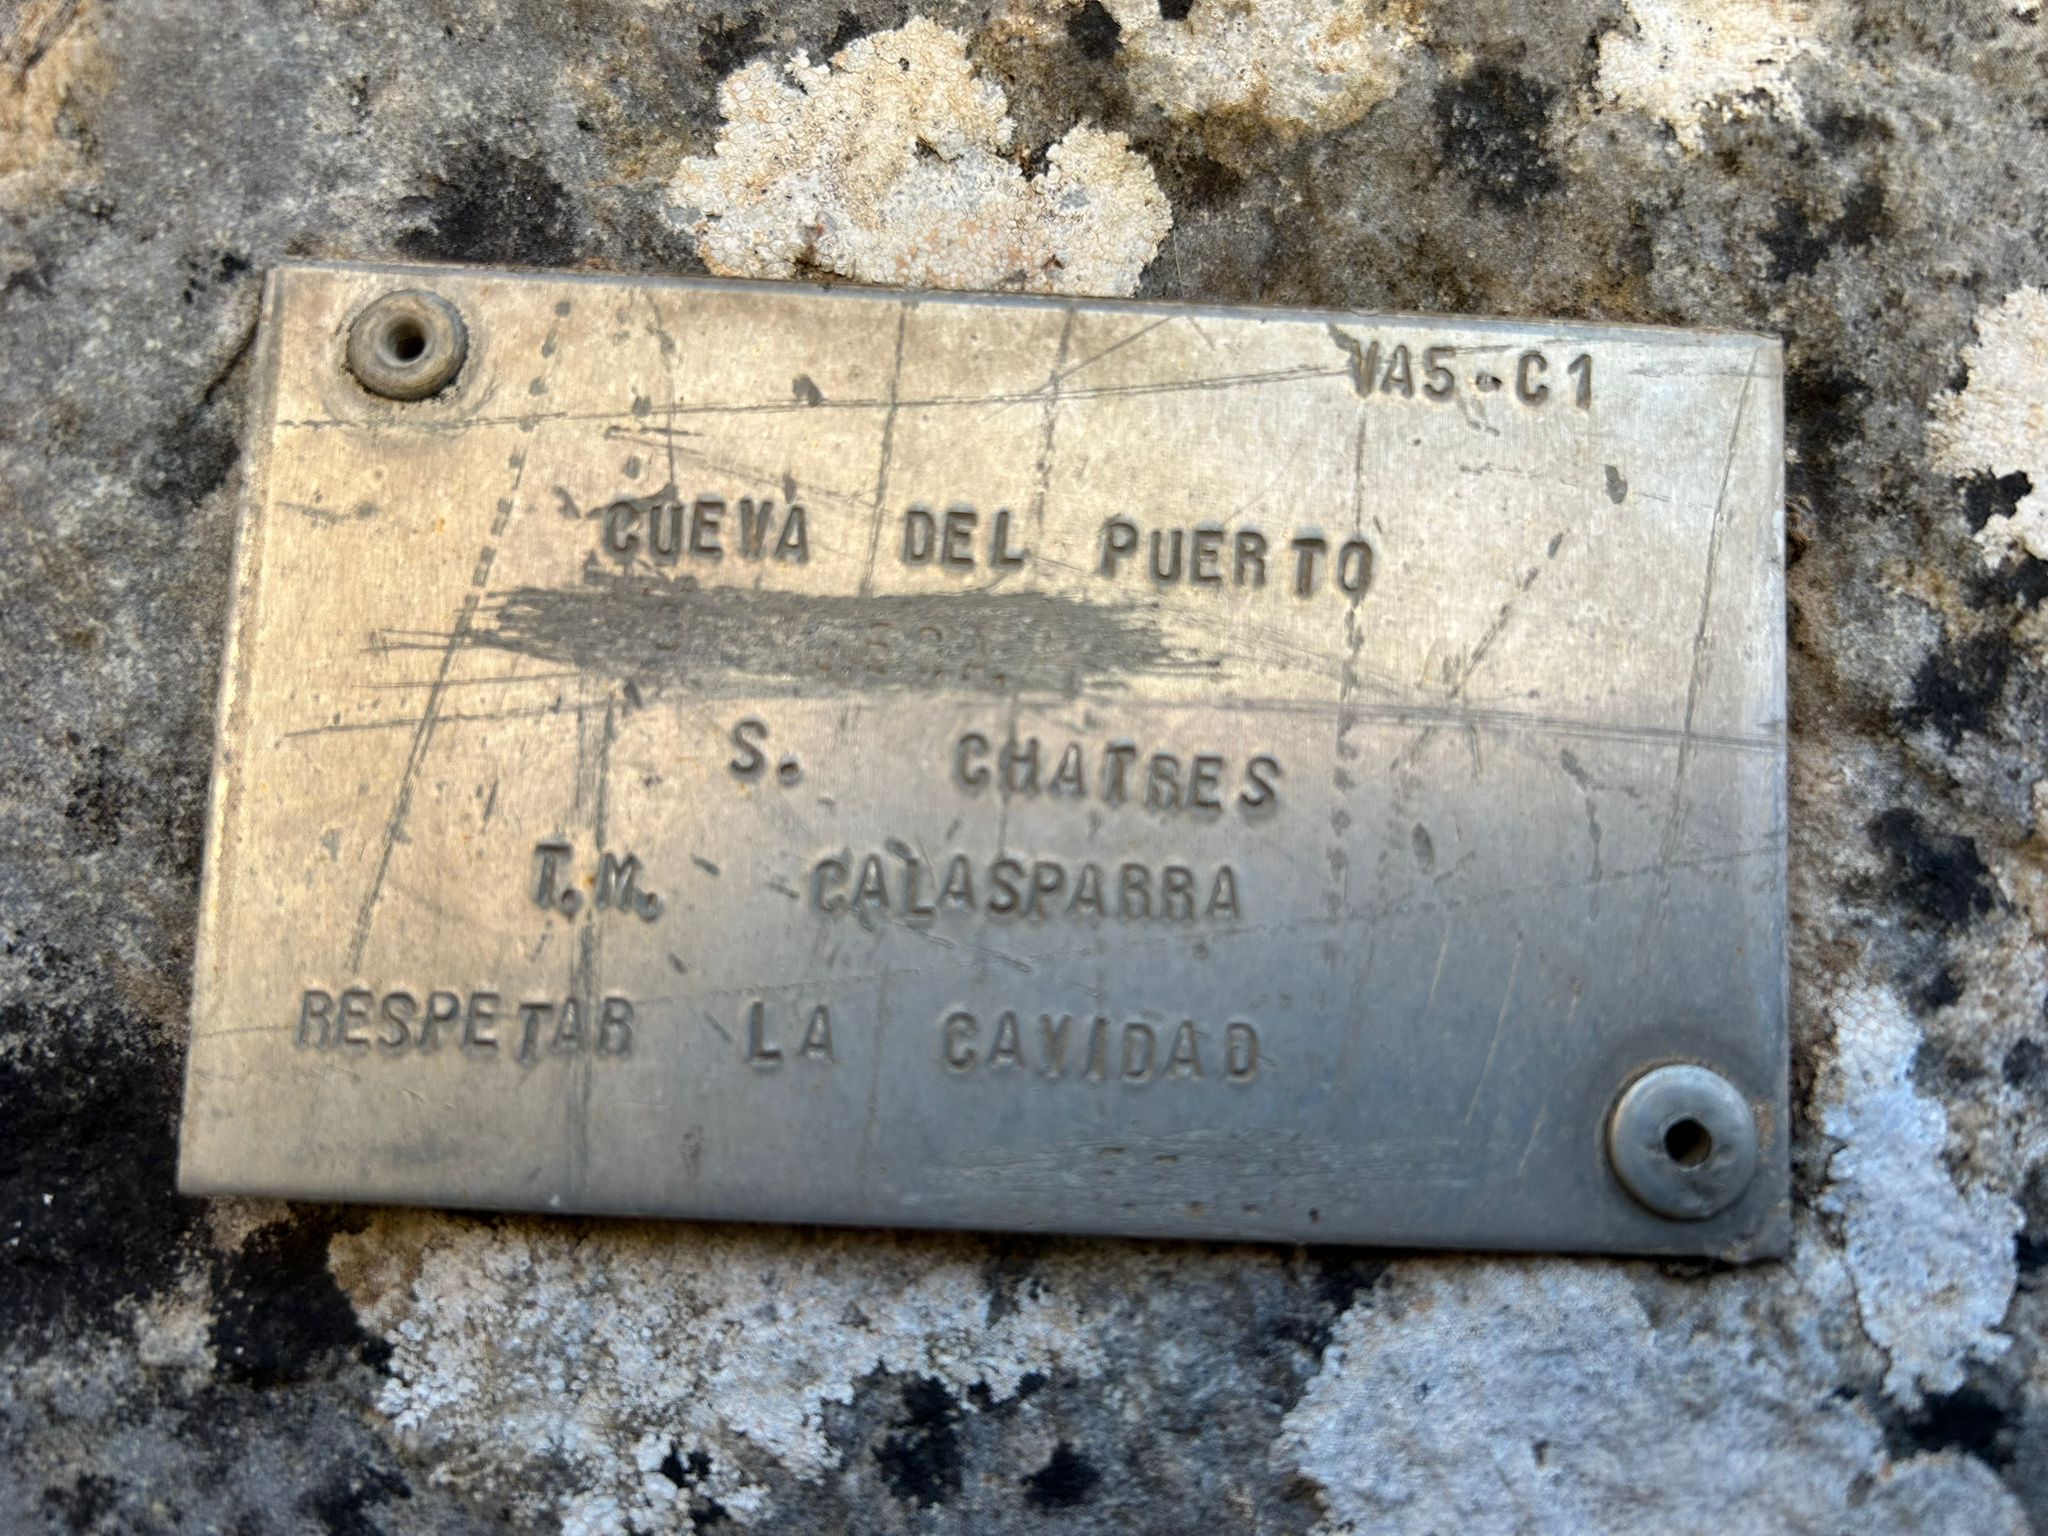 VA5-C1
CUEVA DEL PUERTO
S. CHATRES
T.M. CALASPARRA
RESPETAR LA CAVIDAD